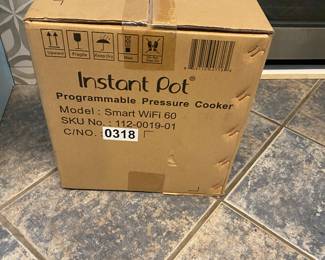 Instant Pot®
Programmable Pressure Cooker
Model : Smart WiFi 60
SKU No. : 112-0019-01
C/NO. : 0318